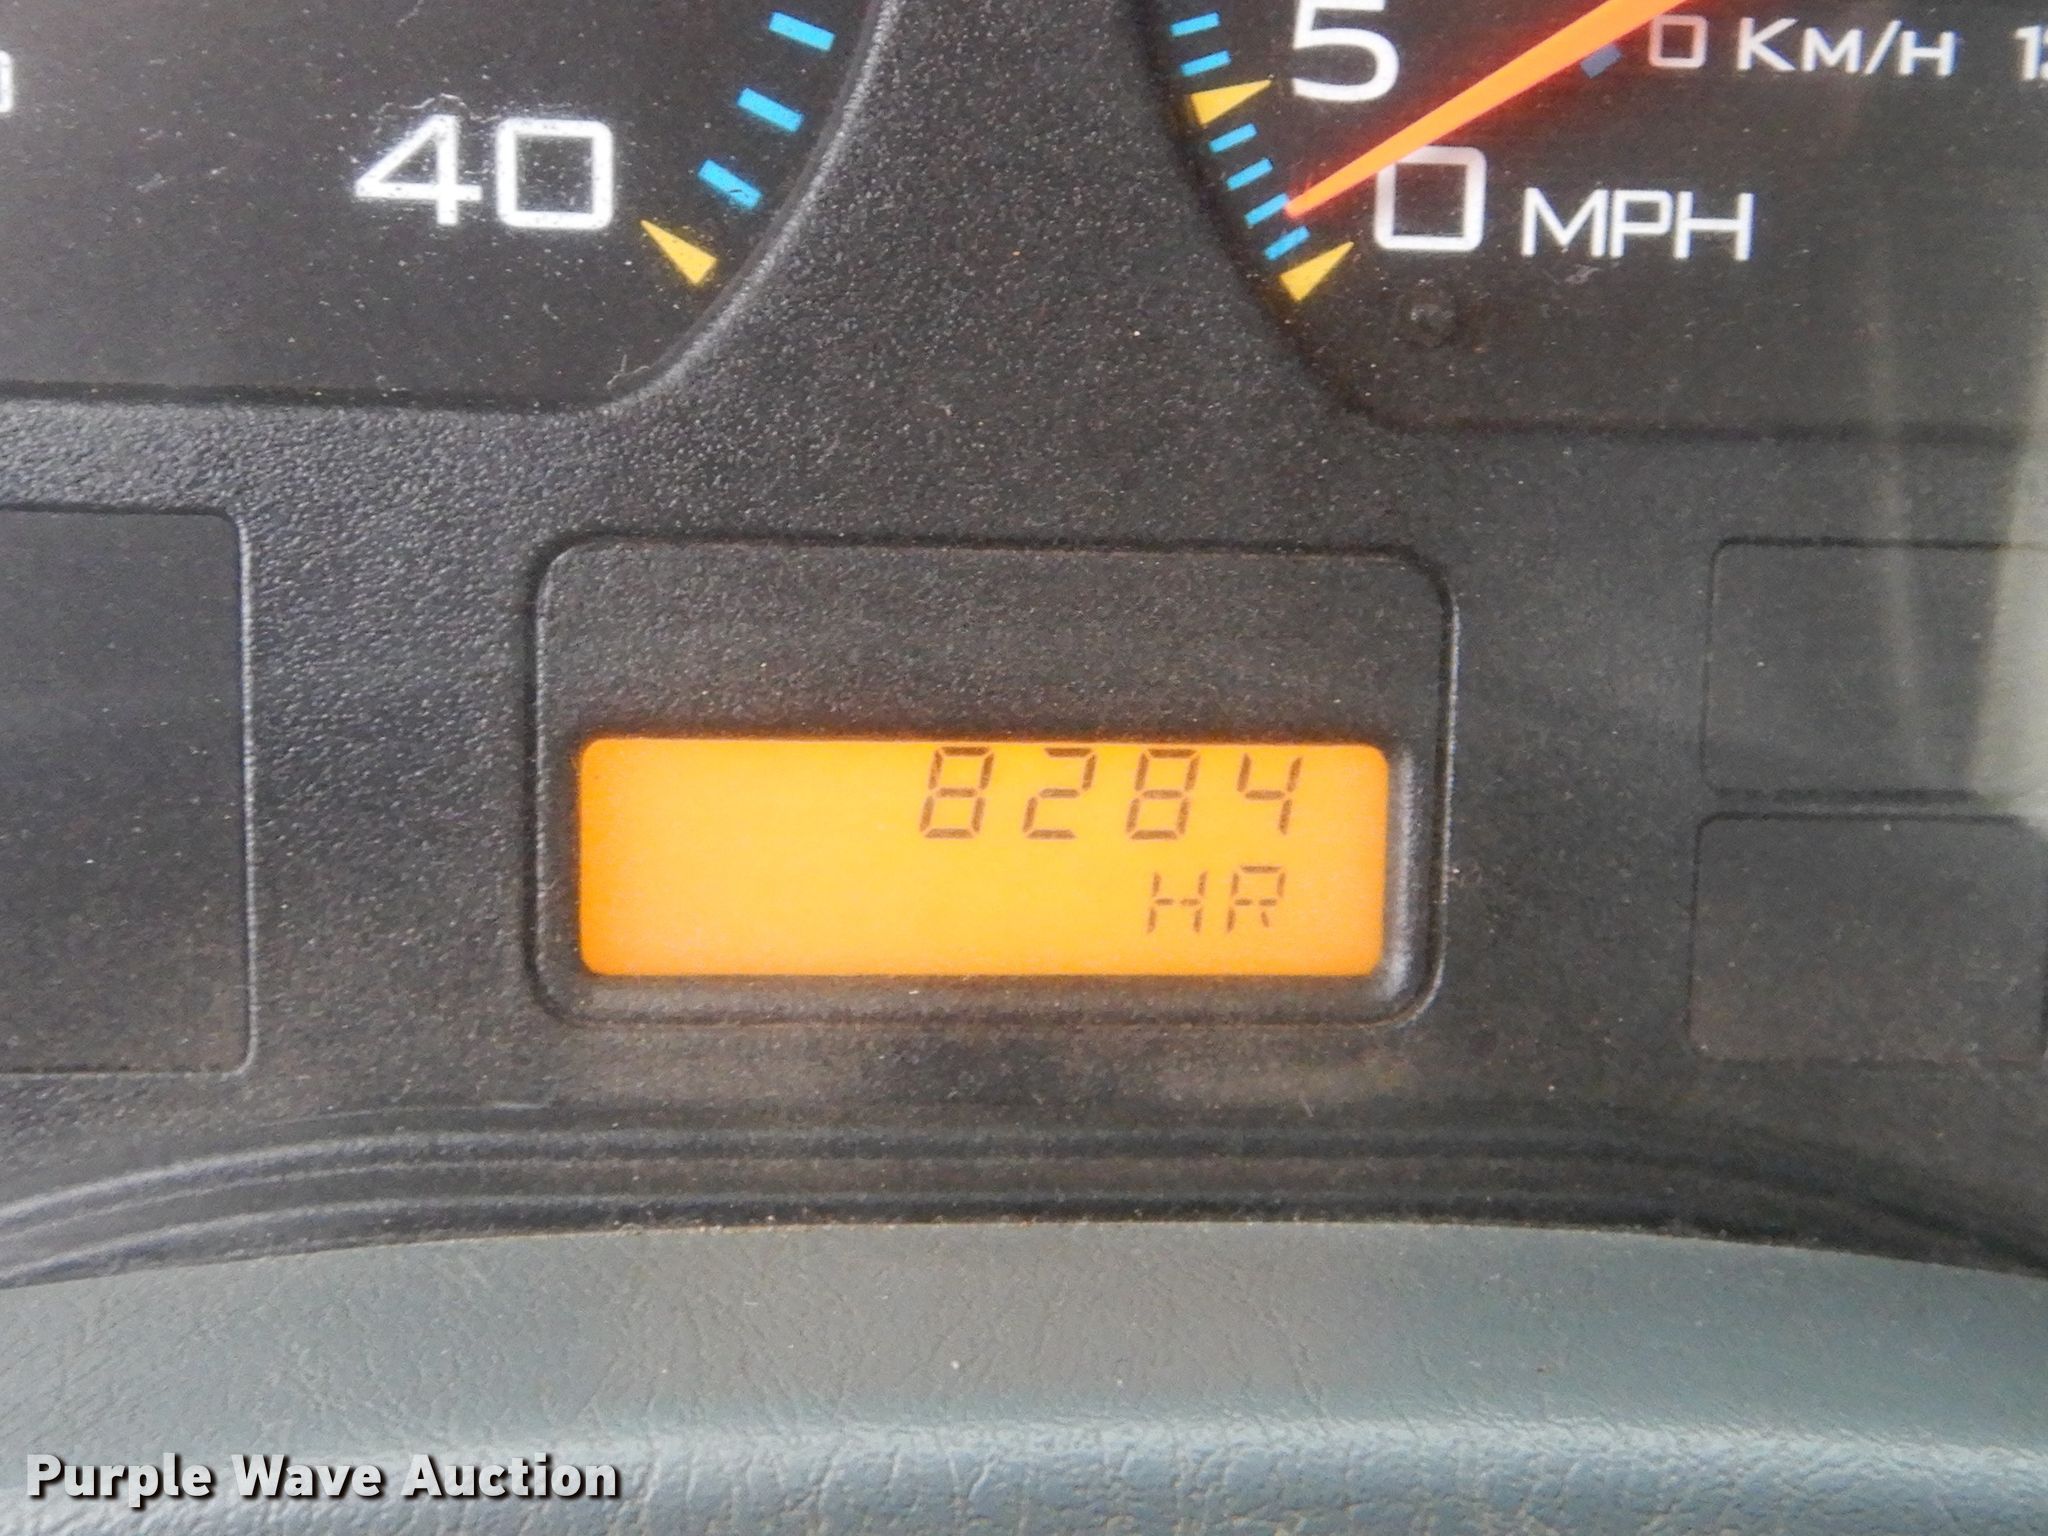 5
0 KM/H
40
0 MPH
8284
HR
Purple Wave Auction